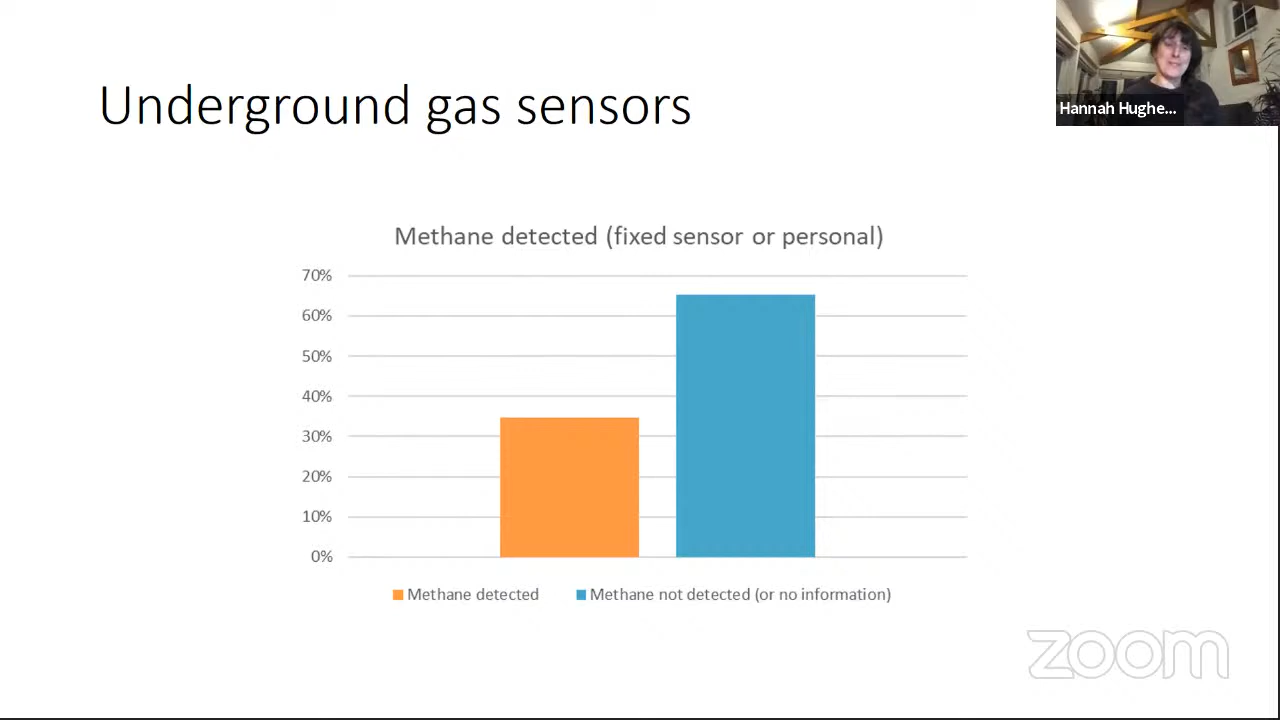 Underground gas sensors
Hannah Hughe...
Methane detected (fixed sensor or personal)
70%
60%
50%
40%
30%
20%
10%
0%
Methane detected
Methane not detected (or no information)
zoom